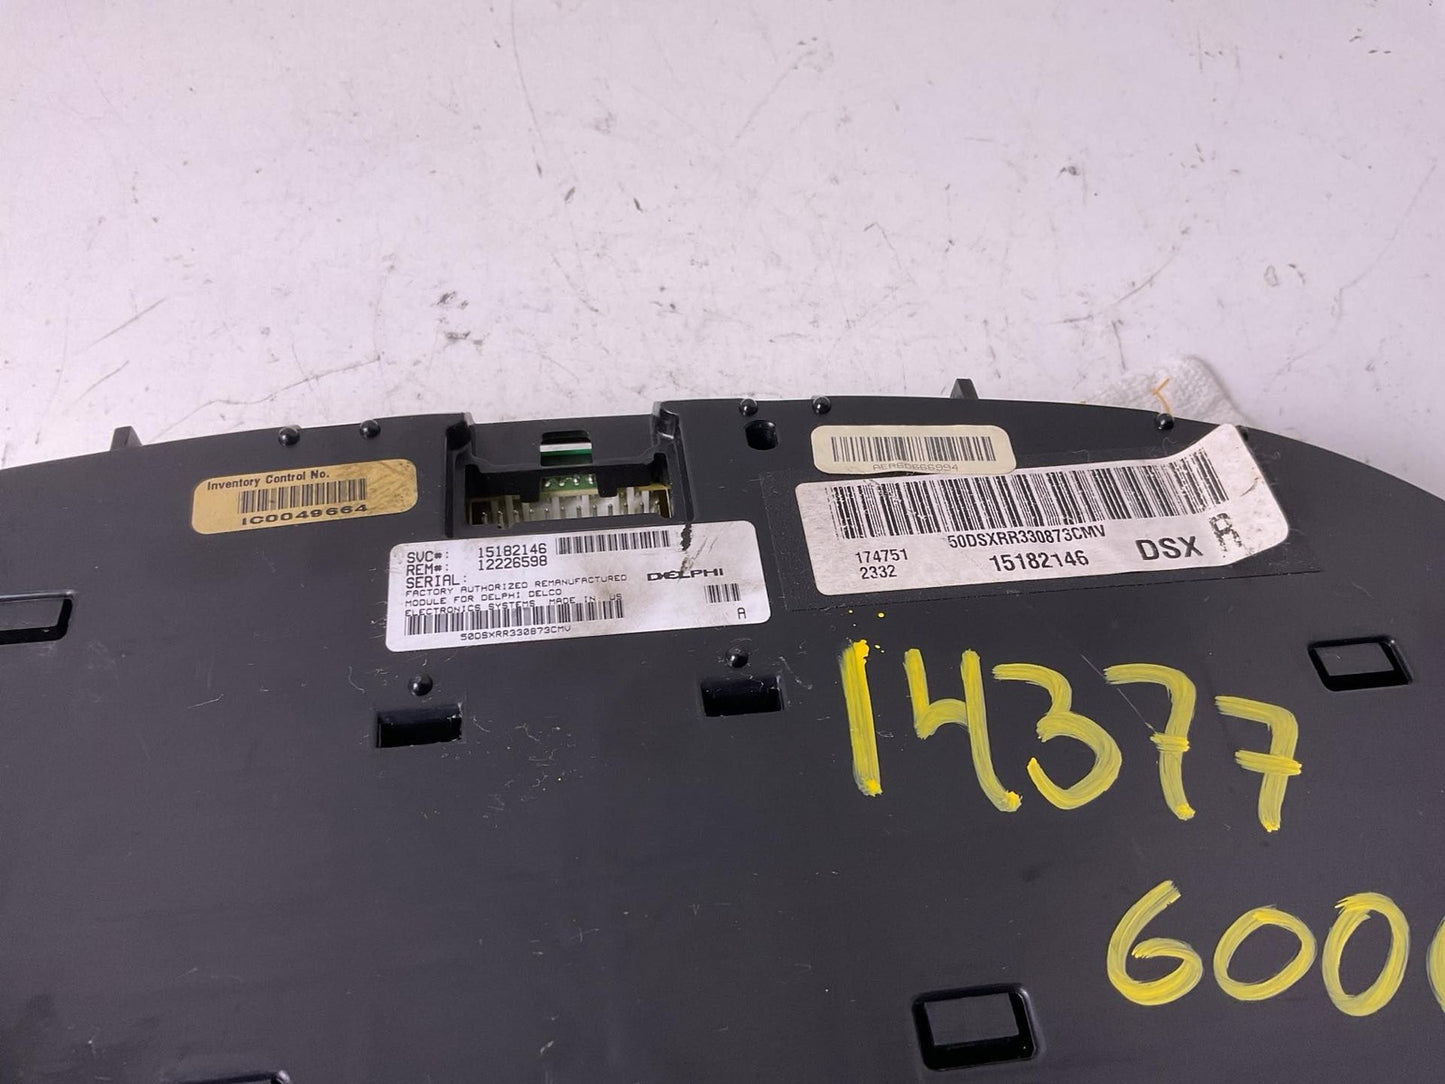 Inventory Control No.
IC0049664
SVC#: 15182146
REM#: 12226598
SERIAL:
FACTORY AUTHORIZED REMANUFACTURED
MODULE FOR DELPHI DELCO
ELECTRONICS SYSTEMS. MADE IN US
DELPHI
A
50DSXRR330873CMV
50DSXRR330873CMV
174751
2332
15182146
DSX
A
14377
600